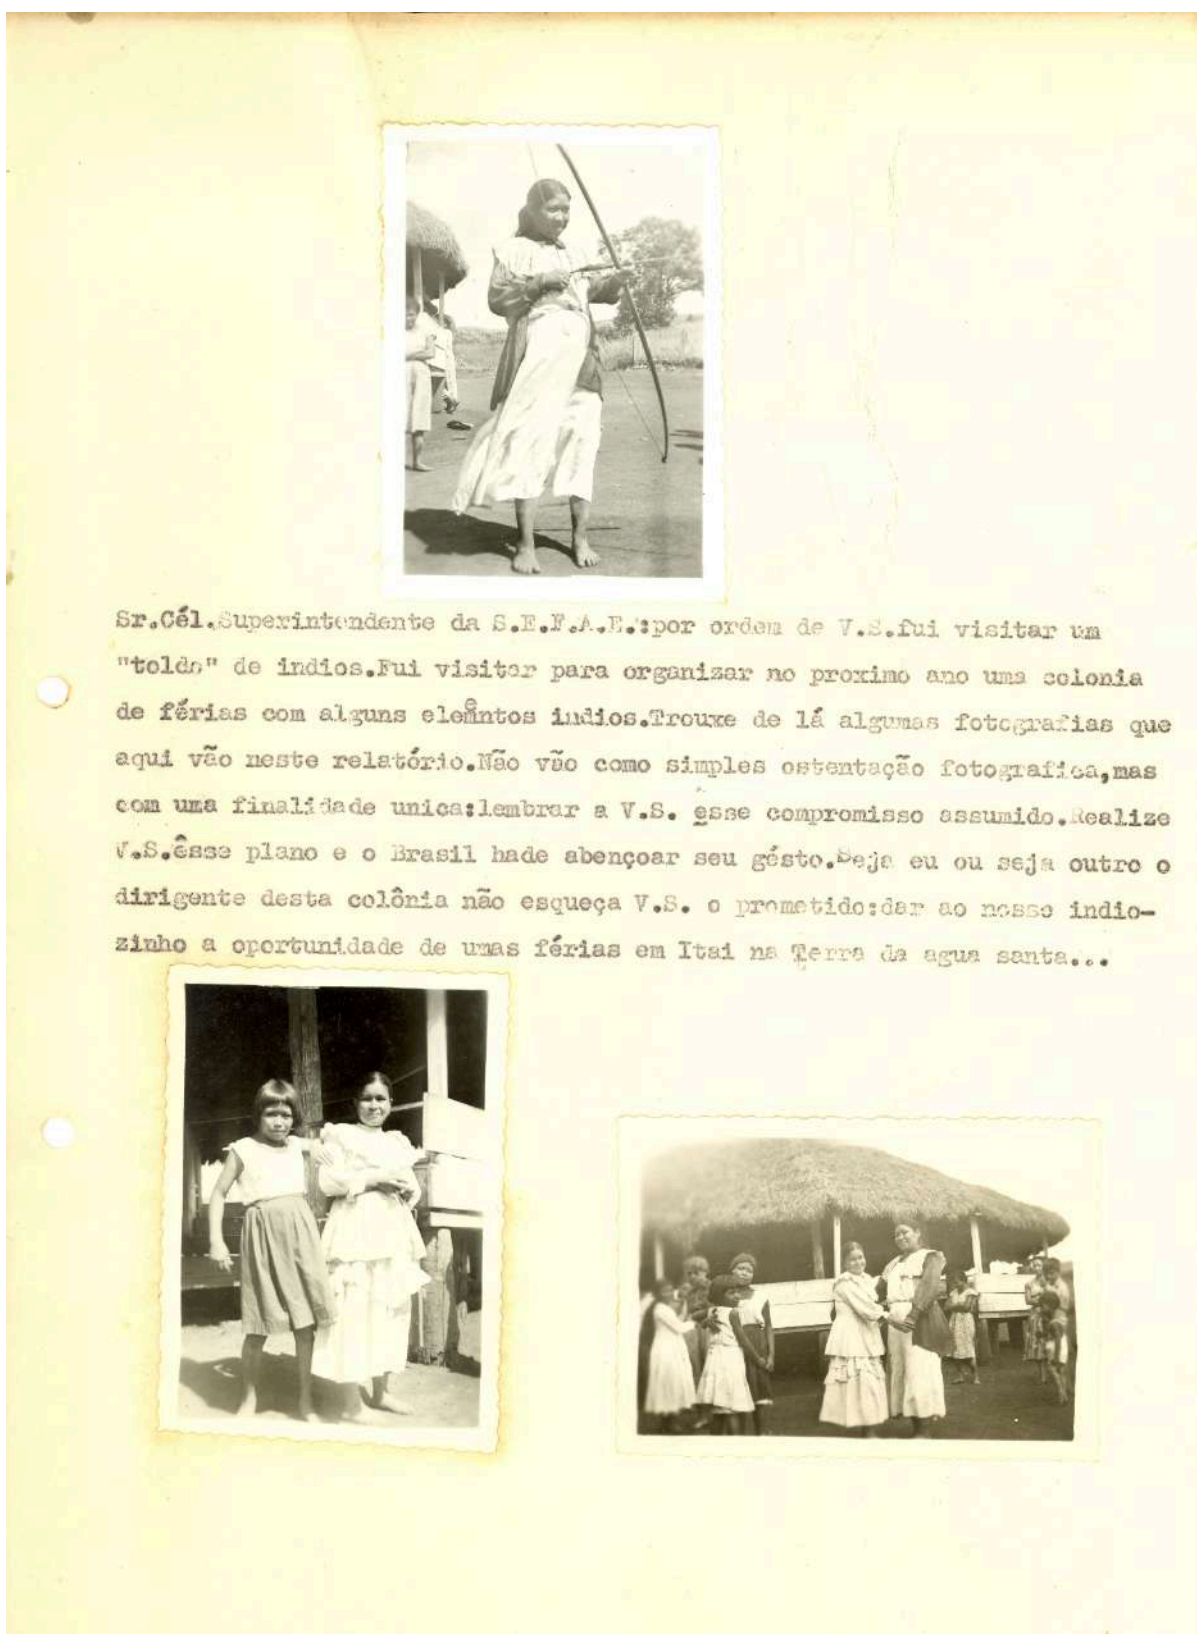 Sr.Cél.Superintendente da S.E.F.A.E.:por ordem de V.S.fui visitar um
"toldo" de indios.Fui visitar para organizar no proximo ano uma colonia
de férias com alguns elemêntos indios.Trouxe de lá algumas fotografias que
aqui vão neste relatório.Não vão como simples ostentação fotografica,mas
com uma finalidade unica:lembrar a V.S. esse compromisso assumido.Realize
V.S.êsse plano e o Brasil hade abençoar seu gésto.Seja eu ou seja outro o
dirigente desta colônia não esqueça V.S. o prometido:dar ao nosso indio-
zinho a oportunidade de umas férias em Itai na Terra da agua santa...